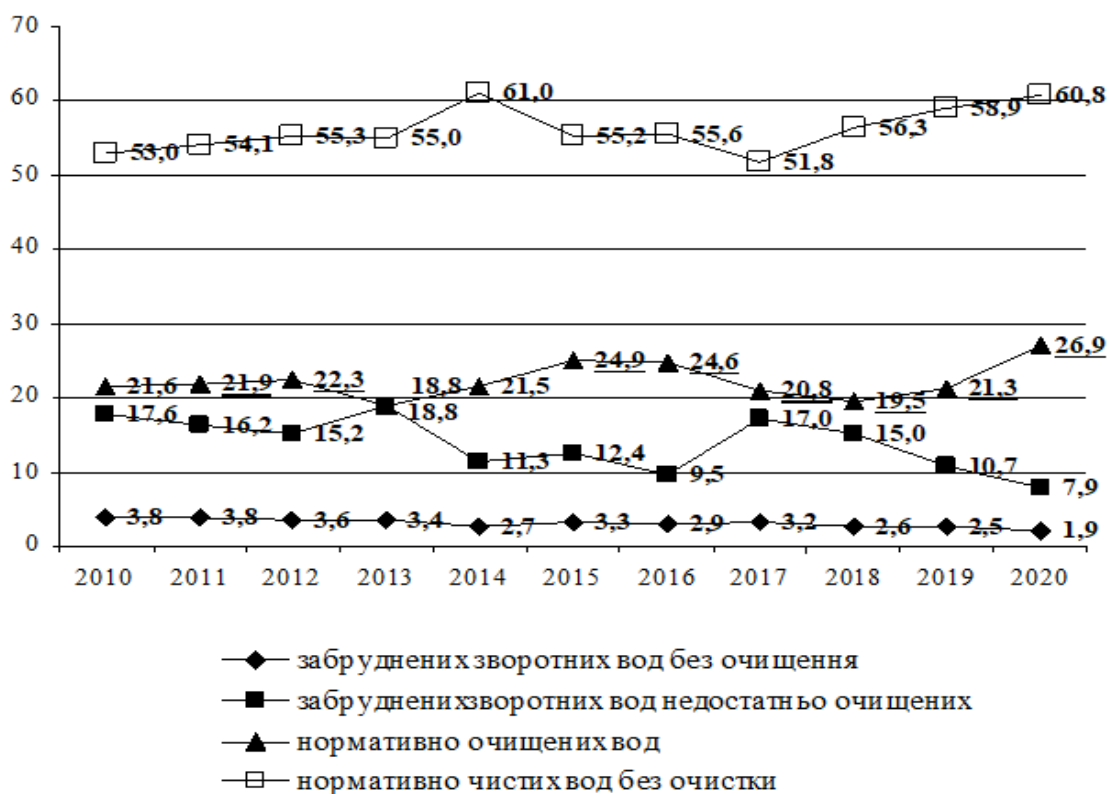 70
60
50
40
30
20
10
0
53,0 54,1 55,3 55,0 61,0 55,2 55,6 51,8 56,3 58,9 60,8
21,6 21,9 22,3 18,8 21,5 24,9 24,6 20,8 19,5 21,3 26,9
17,6 16,2 15,2 18,8 11,3 12,4 9,5 17,0 15,0 10,7 7,9
3,8 3,8 3,6 3,4 2,7 3,3 2,9 3,2 2,6 2,5 1,9
2010 2011 2012 2013 2014 2015 2016 2017 2018 2019 2020
забруднених зворотних вод без очищення
забрудненихзворотних вод недостатньо очищених
нормативно очищених вод
нормативно чистих вод без очистки